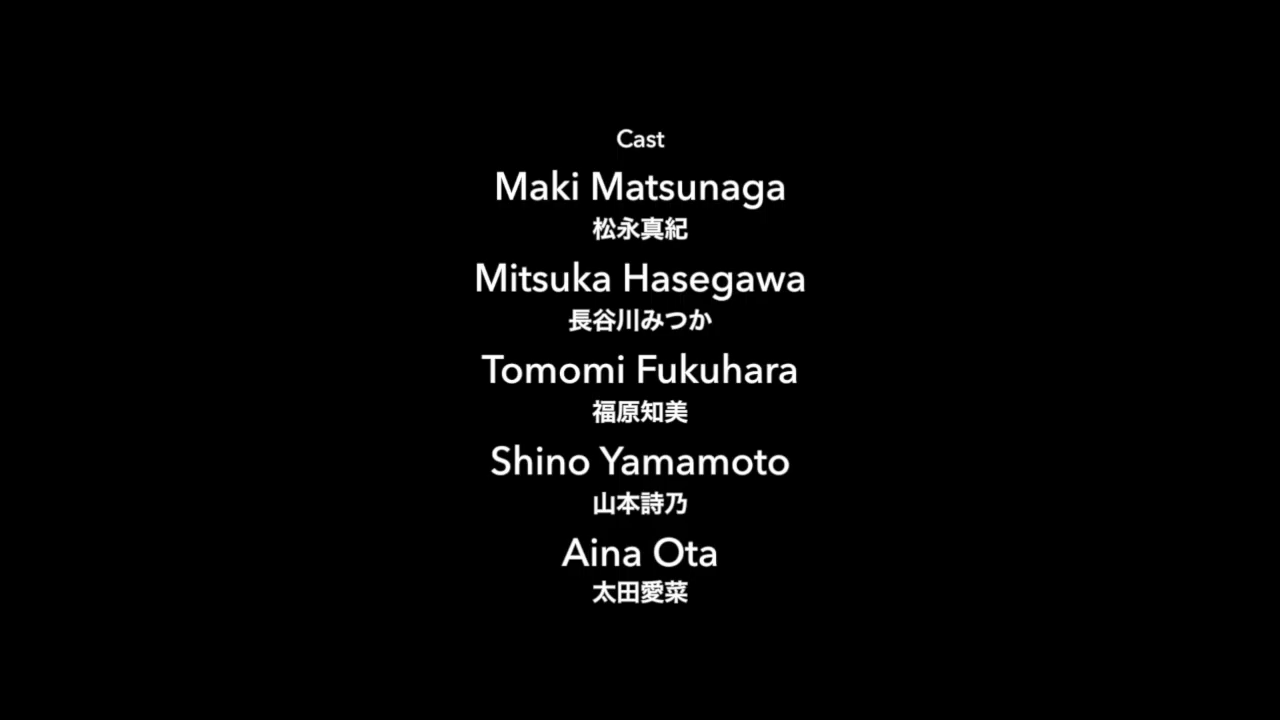 Cast
Maki Matsunaga
松永真紀
Mitsuka Hasegawa
長谷川みつか
Tomomi Fukuhara
福原知美
Shino Yamamoto
山本詩乃
Aina Ota
太田愛菜